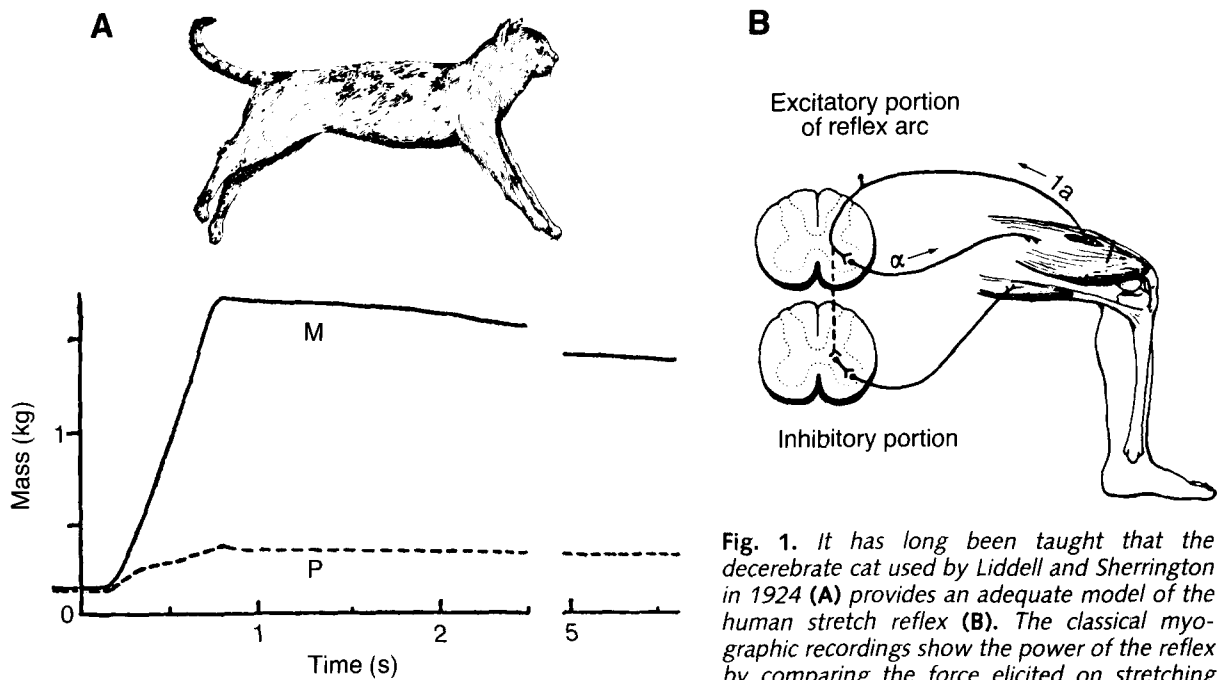 A
B
Excitatory portion
of reflex arc
1a
α
Inhibitory portion
M
P
Mass (kg)
1
0
1
2
5
Time (s)
Fig. 1. It has long been taught that the
decerebrate cat used by Liddell and Sherrington
in 1924 (A) provides an adequate model of the
human stretch reflex (B). The classical myo-
graphic recordings show the power of the reflex
by comparing the force elicited on stretching